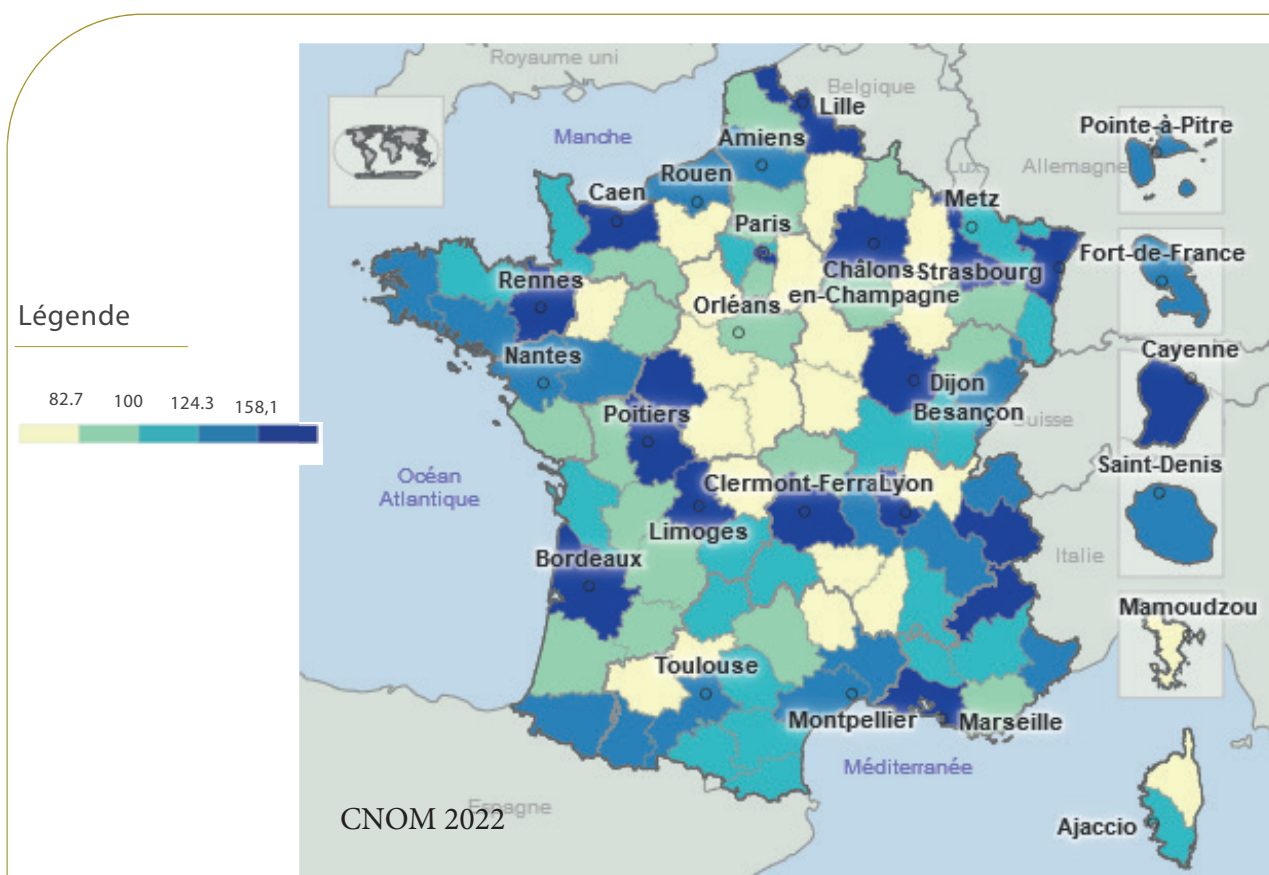 Légende
82.7 100 124.3 158,1
Royaume uni
Belgique
Lille
Manche
Amiens
Pointe-à-Pitre
Lux.
Allemagne
Rouen
Caen
Metz
Paris
Rennes
Châlons
en-Champagne
Strasbourg
Fort-de-France
Orléans
Nantes
Cayenne
Dijon
Besançon
Poitiers
Suisse
Saint-Denis
Océan
Atlantique
Clermont-Ferra
Lyon
Limoges
Bordeaux
Italie
Mamoudzou
Toulouse
Montpellier
Marseille
Méditerranée
Espagne
CNOM 2022
Ajaccio